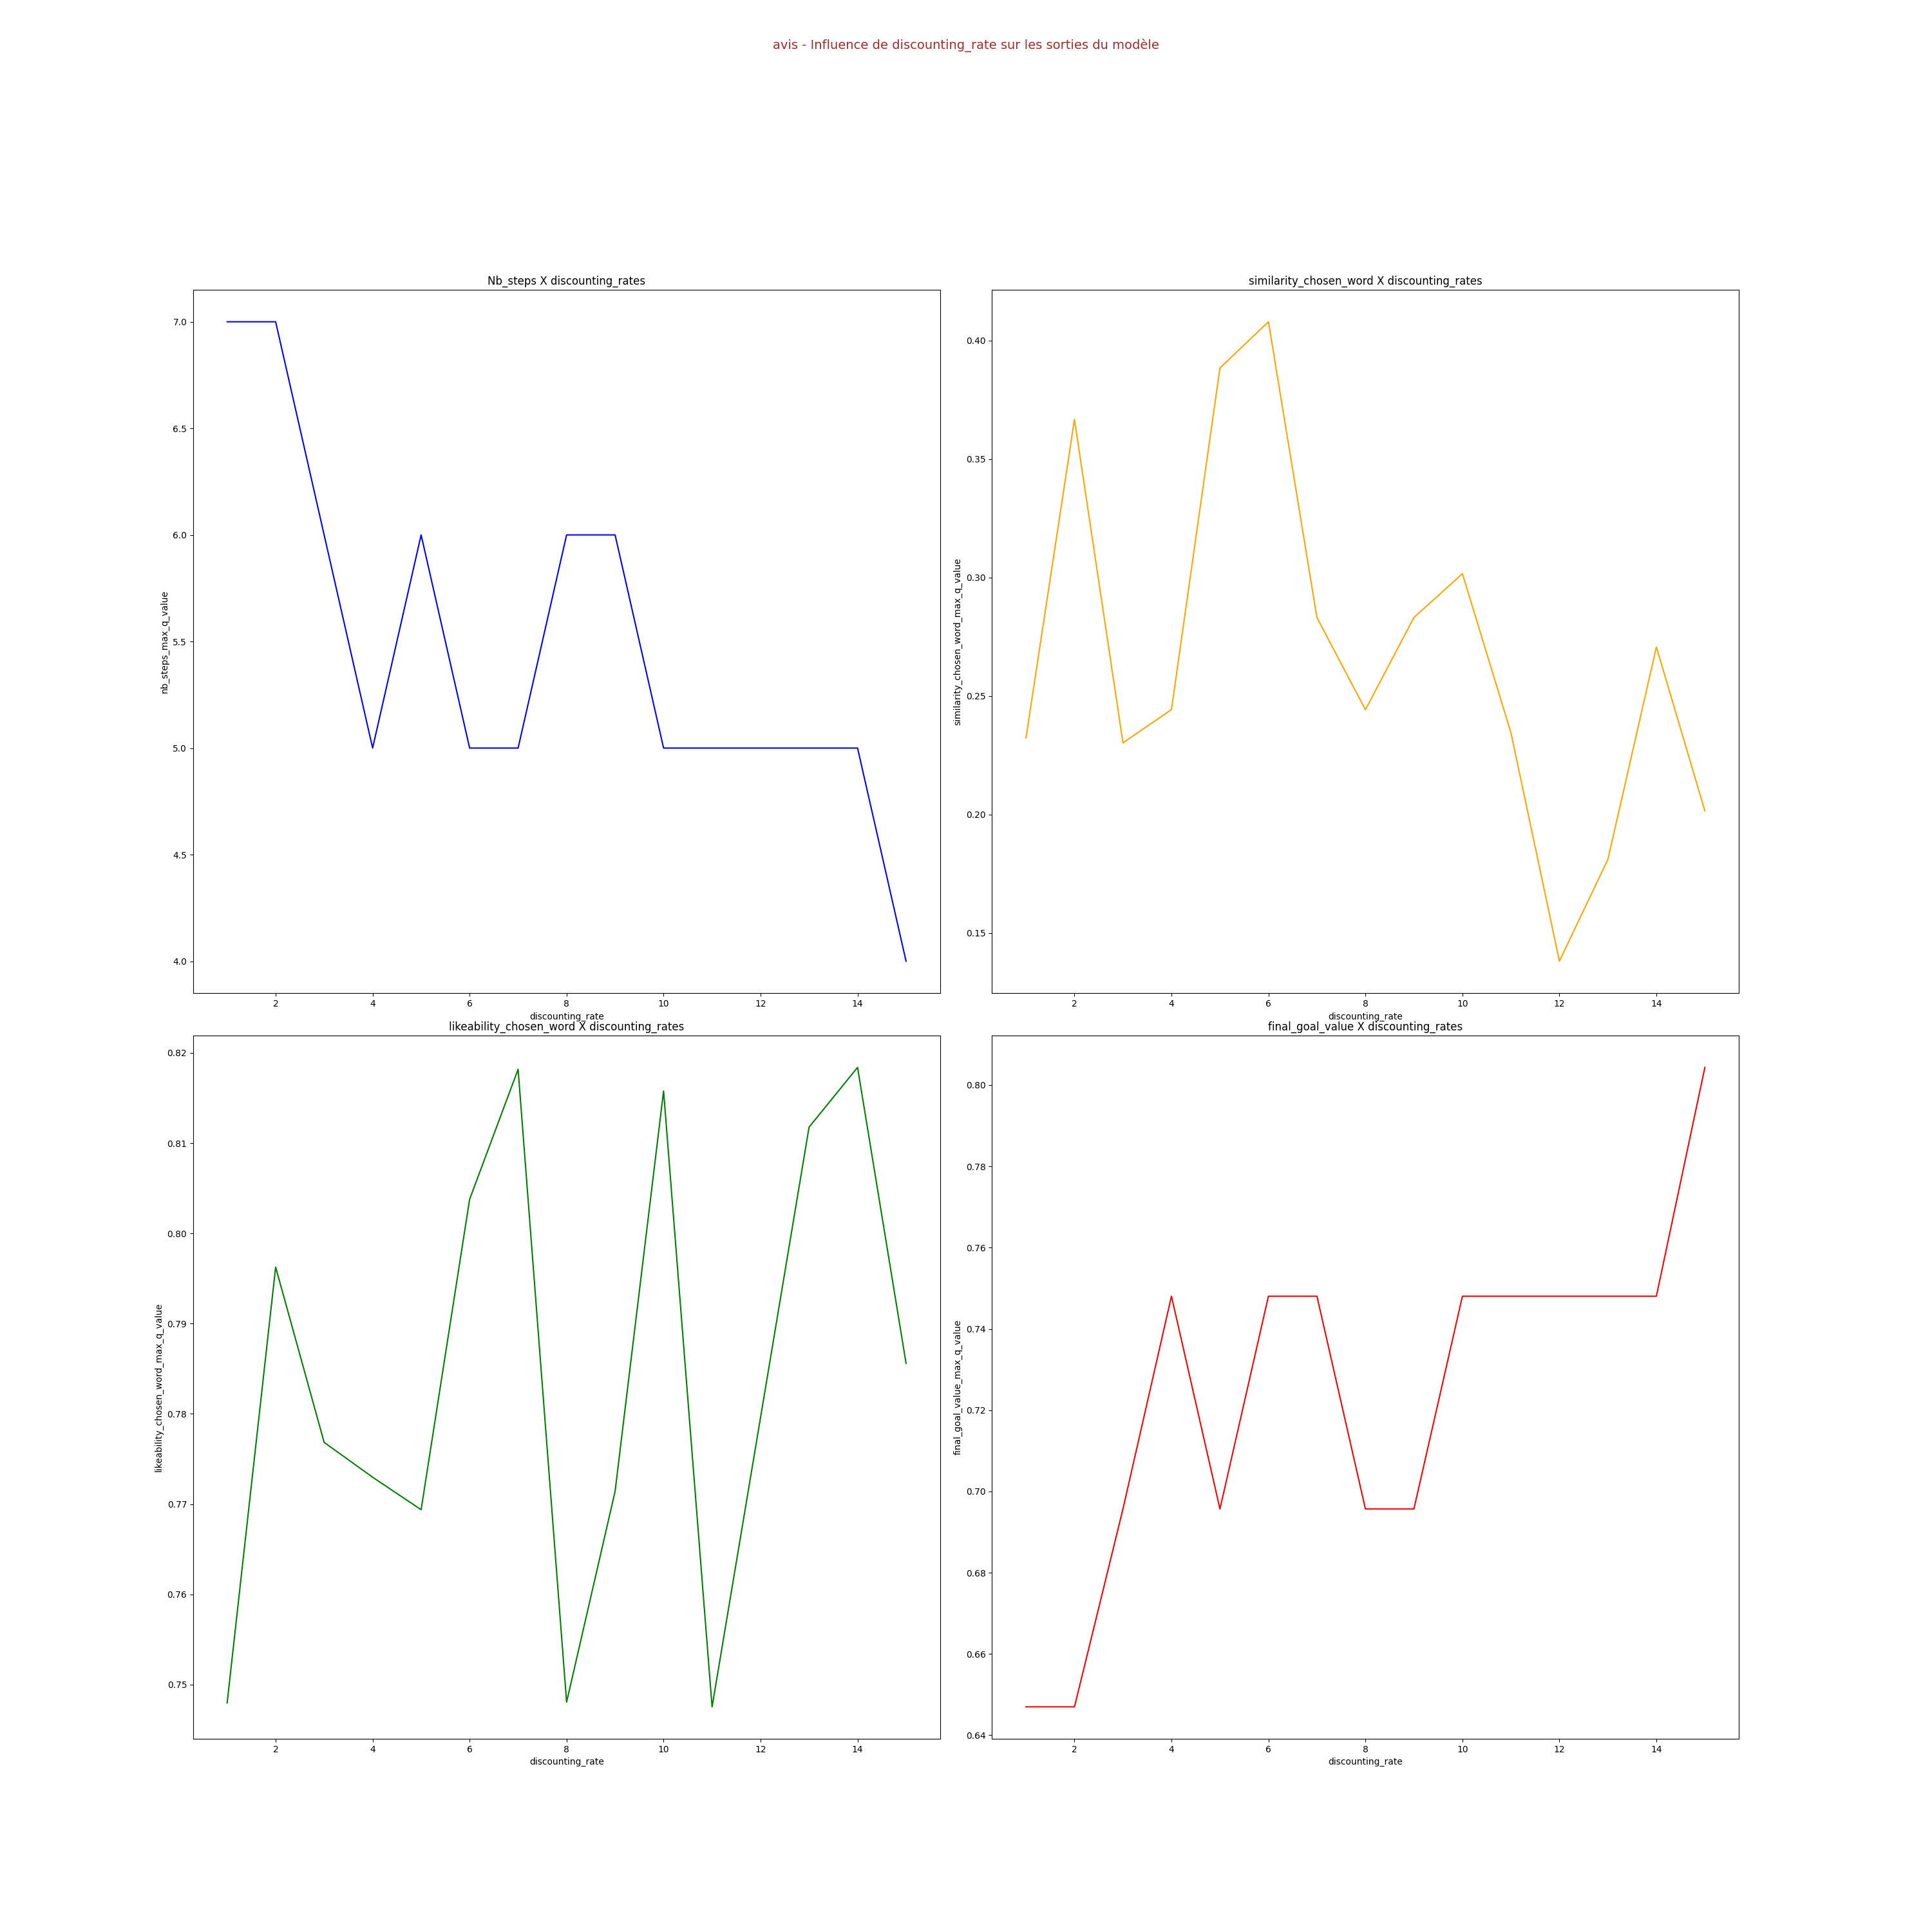 avis - Influence de discounting_rate sur les sorties du modèle
Nb_steps X discounting_rates
nb_steps_max_q_value
7.0
6.5
6.0
5.5
5.0
4.5
4.0
2 4 6 8 10 12 14
discounting_rate
similarity_chosen_word X discounting_rates
similarity_chosen_word_max_q_value
0.40
0.35
0.30
0.25
0.20
0.15
2 4 6 8 10 12 14
discounting_rate
likeability_chosen_word X discounting_rates
likeability_chosen_word_max_q_value
0.82
0.81
0.80
0.79
0.78
0.77
0.76
0.75
2 4 6 8 10 12 14
discounting_rate
final_goal_value X discounting_rates
final_goal_value_max_q_value
0.80
0.78
0.76
0.74
0.72
0.70
0.68
0.66
0.64
2 4 6 8 10 12 14
discounting_rate